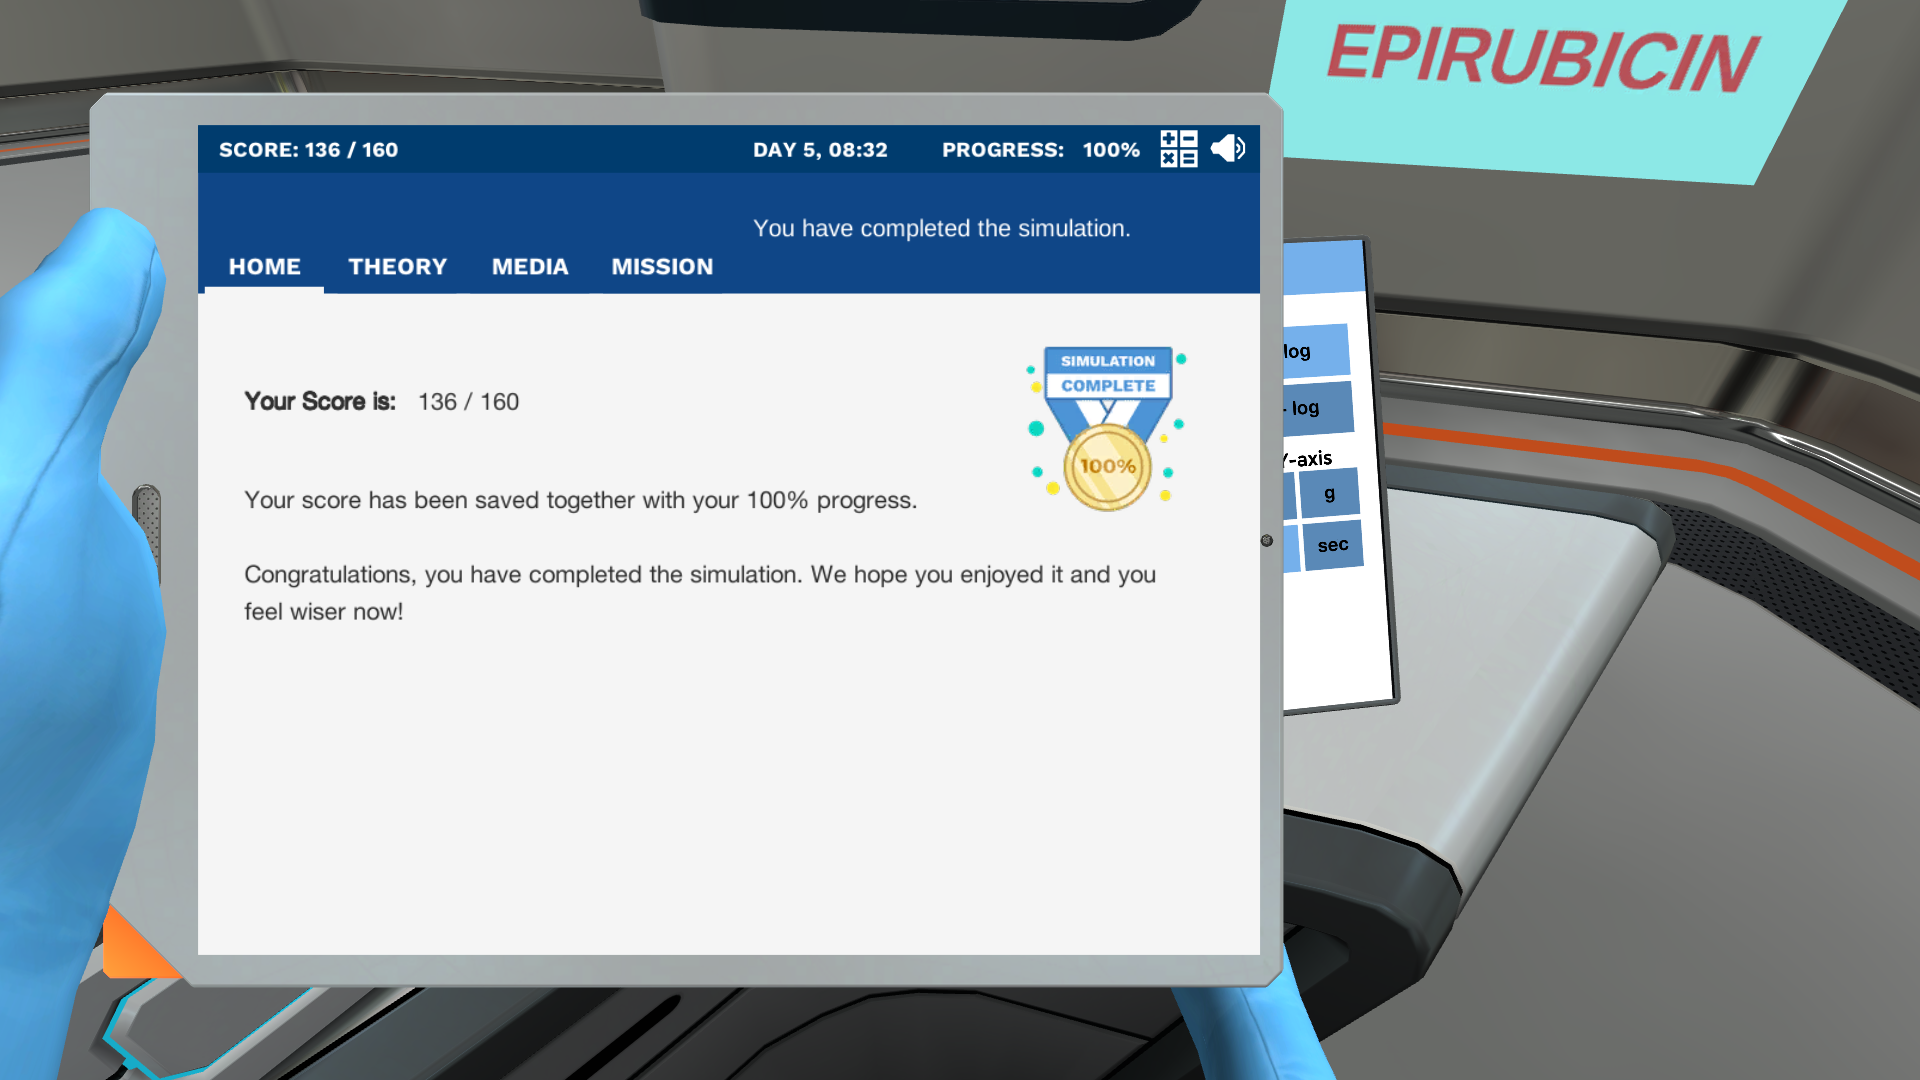 EPIRUBICIN
SCORE: 136 / 160
DAY 5, 08:32
PROGRESS: 100%
You have completed the simulation.
HOME
THEORY
MEDIA
MISSION
SIMULATION
COMPLETE
100%
Your Score is: 136 / 160
Your score has been saved together with your 100% progress.
Congratulations, you have completed the simulation. We hope you enjoyed it and you
feel wiser now!
log
- log
Y-axis
g
sec